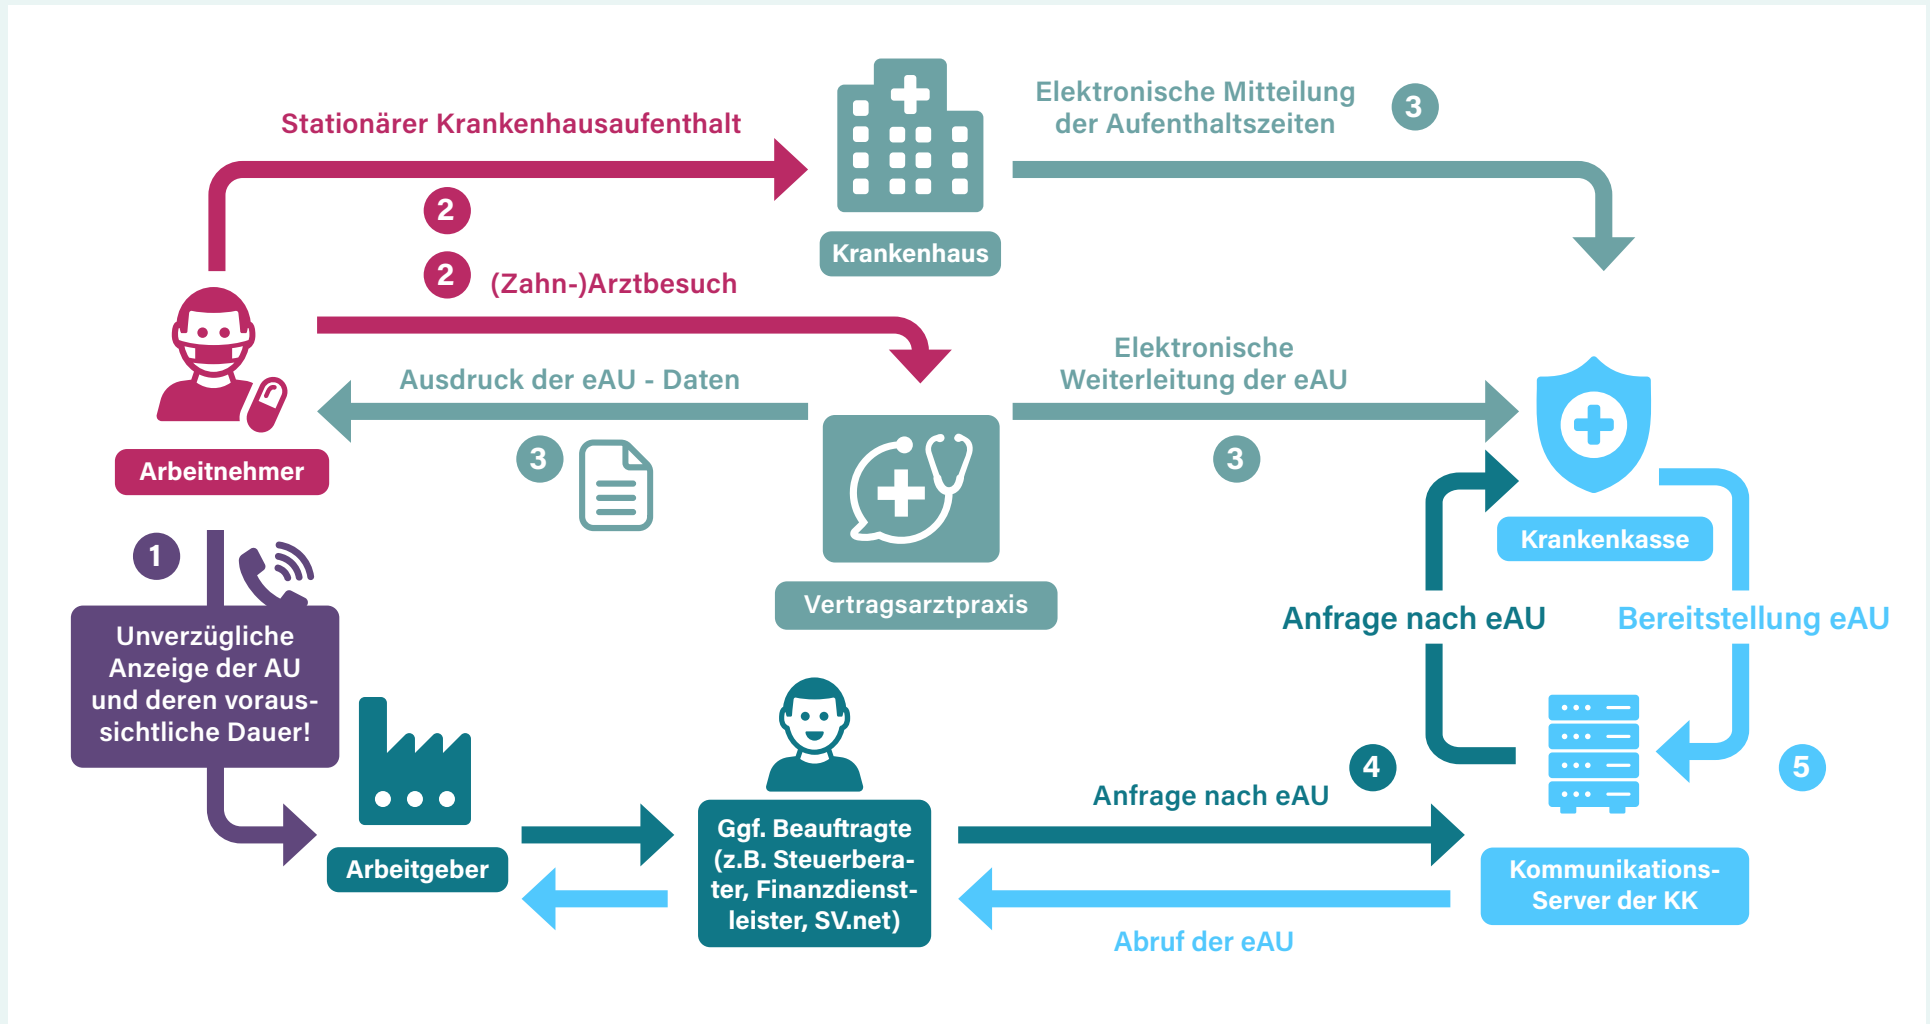 Stationärer Krankenhausaufenthalt
2
Elektronische Mitteilung
der Aufenthaltszeiten
3
Krankenhaus
2
(Zahn-)Arztbesuch
Ausdruck der eAU - Daten
3
Elektronische
Weiterleitung der eAU
3
Arbeitnehmer
Vertragsarztpraxis
Krankenkasse
1
Unverzügliche
Anzeige der AU
und deren voraus-
sichtliche Dauer!
Anfrage nach eAU
Bereitstellung eAU
Arbeitgeber
Ggf. Beauftragte
(z.B. Steuerbera-
ter, Finanzdienst-
leister, SV.net)
Anfrage nach eAU
4
5
Kommunikations-
Server der KK
Abruf der eAU